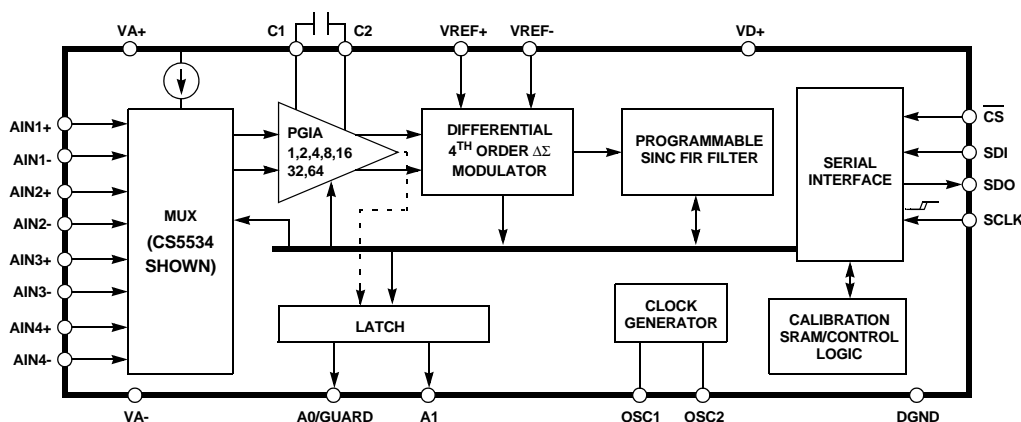 VA+
C1
C2
VREF+
VREF-
VD+
AIN1+
AIN1-
AIN2+
AIN2-
AIN3+
AIN3-
AIN4+
AIN4-
MUX
(CS5534
SHOWN)
PGIA
1,2,4,8,16
32,64
DIFFERENTIAL
4TH ORDER ΔΣ
MODULATOR
PROGRAMMABLE
SINC FIR FILTER
SERIAL
INTERFACE
CS
SDI
SDO
SCLK
LATCH
CLOCK
GENERATOR
CALIBRATION
SRAM/CONTROL
LOGIC
VA-
A0/GUARD
A1
OSC1
OSC2
DGND